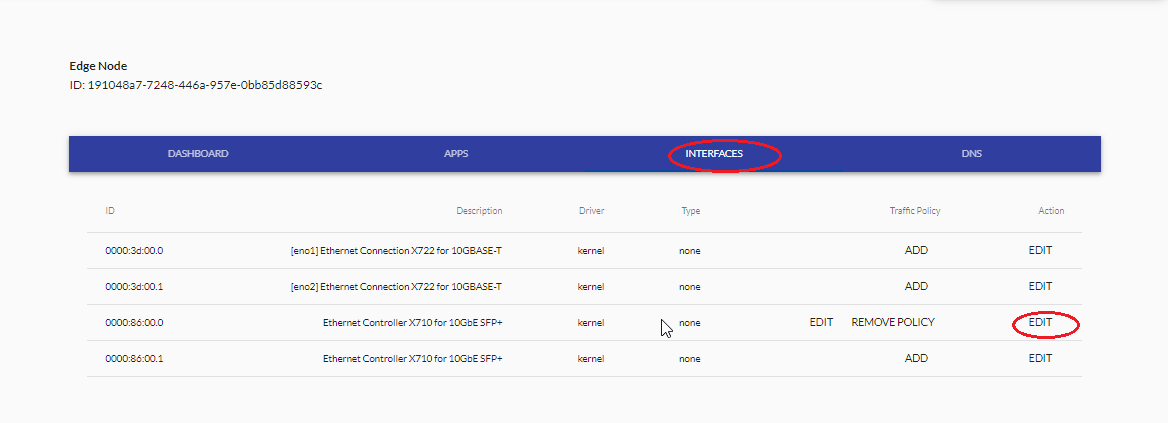 Edge Node
ID: 191048a7-7248-446a-957e-0bb85d88593c
DASHBOARD APPS INTERFACES DNS
ID Description Driver Type Traffic Policy Action
0000:3d:00.0 [eno1] Ethernet Connection X722 for 10GBASE-T kernel none ADD EDIT
0000:3d:00.1 [eno2] Ethernet Connection X722 for 10GBASE-T kernel none ADD EDIT
0000:86:00.0 Ethernet Controller X710 for 10GbE SFP+ kernel none EDIT REMOVE POLICY EDIT
0000:86:00.1 Ethernet Controller X710 for 10GbE SFP+ kernel none ADD EDIT